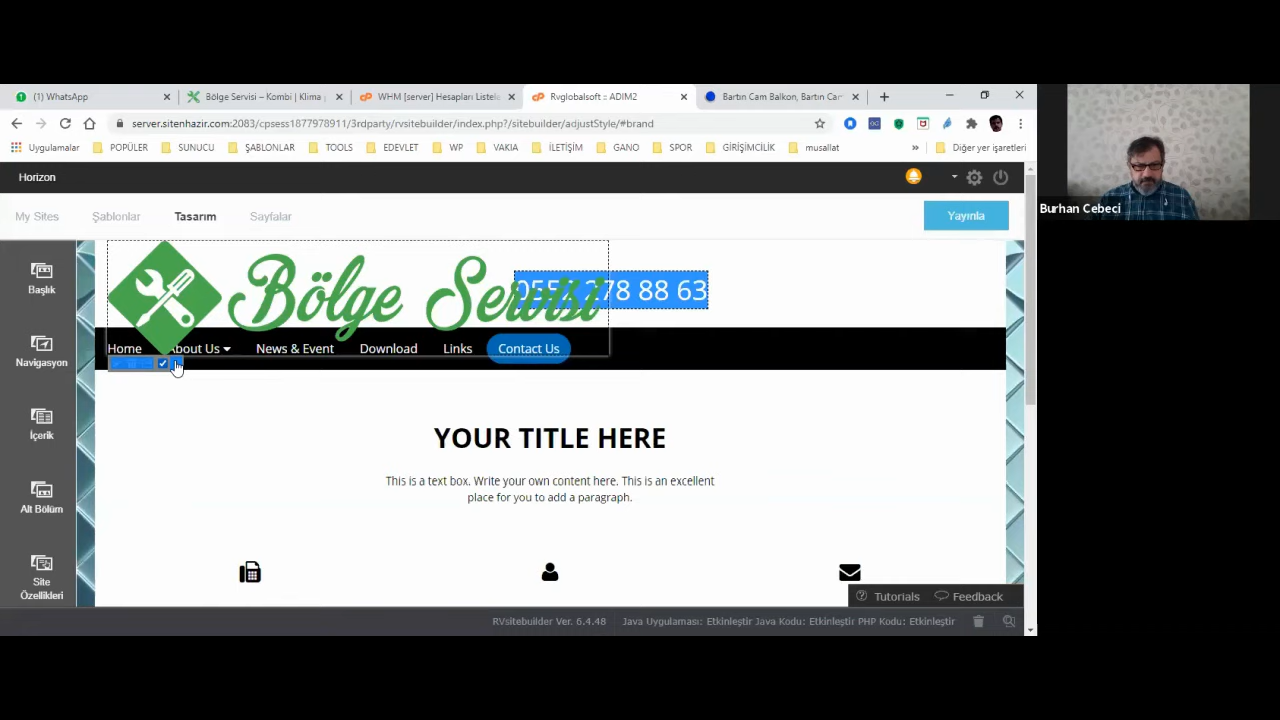 (1) WhatsApp
Bölge Servisi – Kombi | Klima
WHM [server] Hesapları Listele
Rvglobalsoft :: ADIM2
Bartın Cam Balkon, Bartın Car
server.sitenhazir.com:2083/cpsess1877978911/3rdparty/rvsitebuilder/index.php?/sitebuilder/adjustStyle/#brand
Uygulamalar
POPÜLER
SUNUCU
ŞABLONLAR
TOOLS
EDEVLET
WP
VAKIA
İLETİŞİM
GANO
SPOR
GİRİŞİMCİLİK
musallat
»
Diğer yer işaretleri
Horizon
My Sites
Şablonlar
Tasarım
Sayfalar
Yayınla
Burhan Cebeci
Başlık
Navigasyon
İçerik
Alt Bölüm
Site
Özellikleri
Bölge Servisi
78 88 63
Home
About Us
News & Event
Download
Links
Contact Us
YOUR TITLE HERE
This is a text box. Write your own content here. This is an excellent
place for you to add a paragraph.
Tutorials
Feedback
RVsitebuilder Ver. 6.4.48
Java Uygulaması: Etkinleştir Java Kodu: Etkinleştir PHP Kodu: Etkinleştir